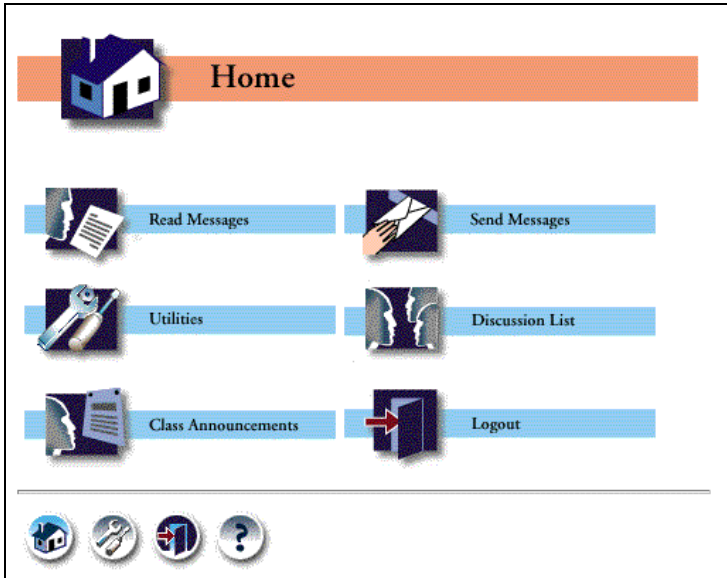 Home
Read Messages
Send Messages
Utilities
Discussion List
Class Announcements
Logout
?